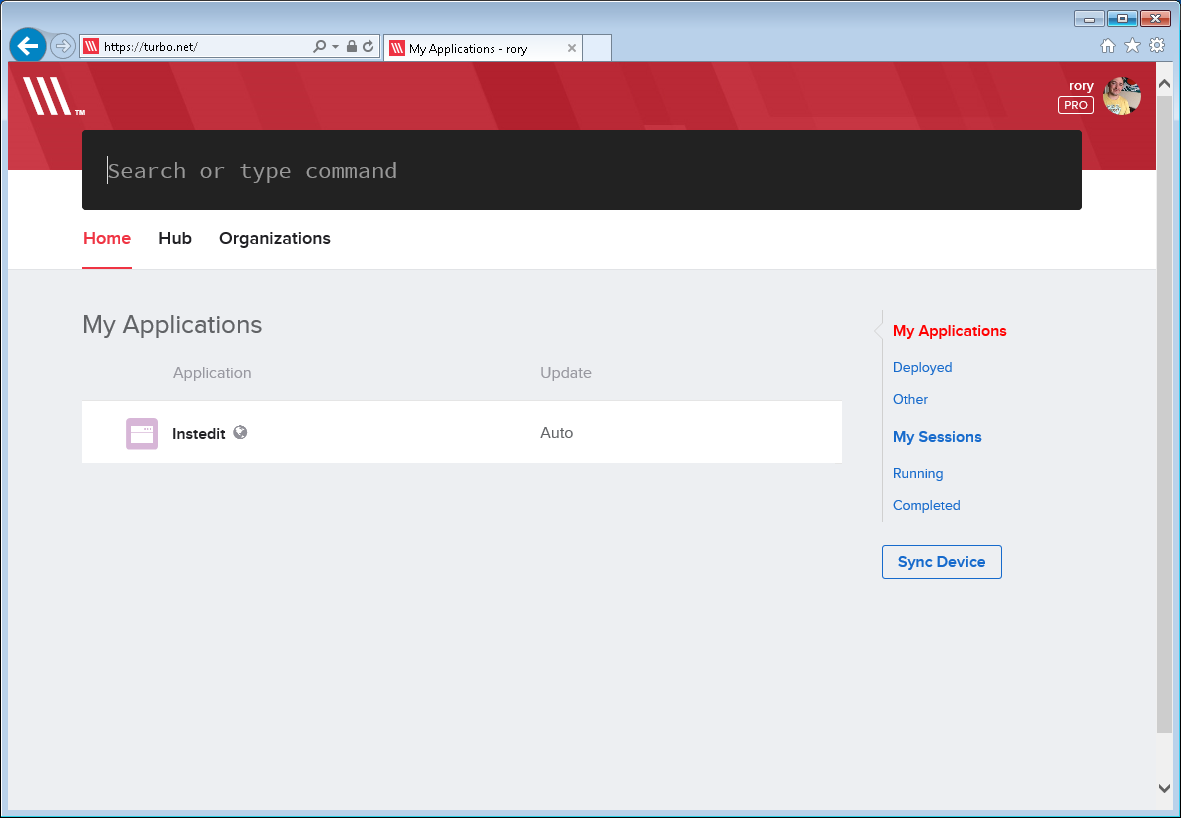 https://turbo.net/
My Applications - rory
TM
rory
PRO
Search or type command
Home Hub Organizations
My Applications
Application Update
Instedit Auto
My Applications
Deployed
Other
My Sessions
Running
Completed
Sync Device